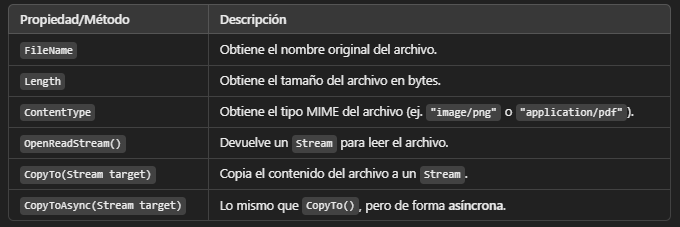 Propiedad/Método Descripción
FileName Obtiene el nombre original del archivo.
Length Obtiene el tamaño del archivo en bytes.
ContentType Obtiene el tipo MIME del archivo (ej. "image/png" o "application/pdf").
OpenReadStream() Devuelve un Stream para leer el archivo.
CopyTo(Stream target) Copia el contenido del archivo a un Stream.
CopyToAsync(Stream target) Lo mismo que CopyTo(), pero de forma asíncrona.